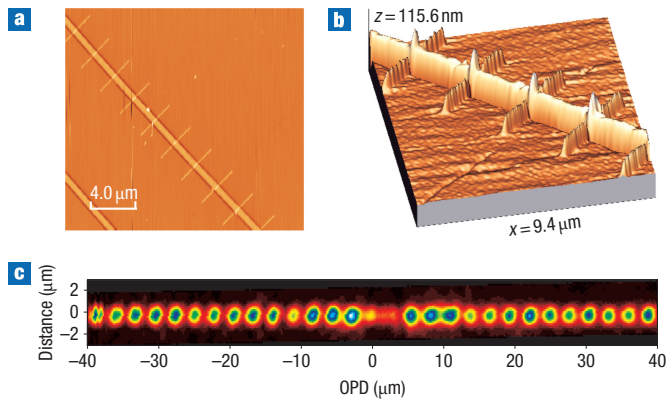 a
4.0 μm
b
z = 115.6 nm
x = 9.4 μm
c
Distance (μm)
2
0
−2
−40
−30
−20
−10
0
10
20
30
40
OPD (μm)